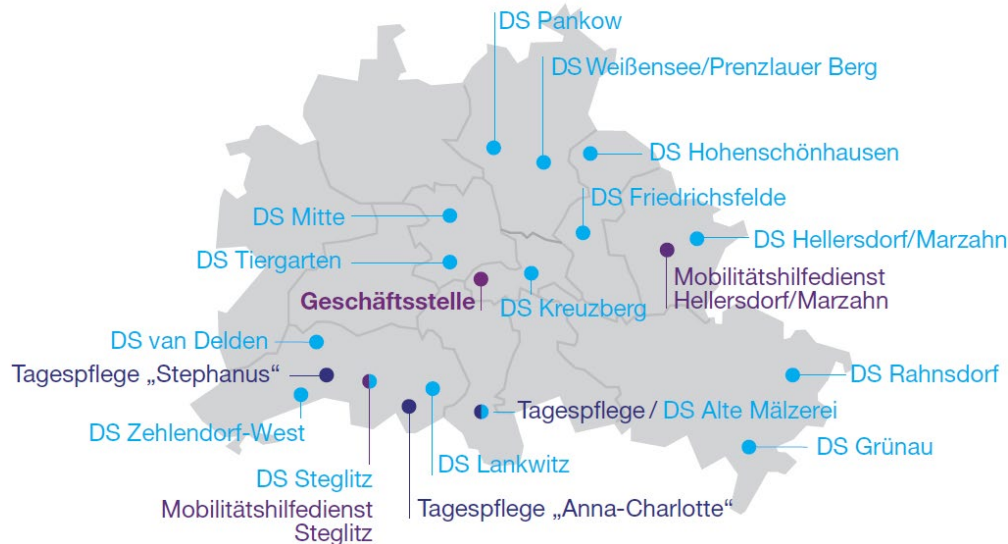 DS Pankow
DS Weißensee/Prenzlauer Berg
DS Hohenschönhausen
DS Friedrichsfelde
DS Mitte
DS Hellersdorf/Marzahn
DS Tiergarten
Mobilitätshilfedienst
Hellersdorf/Marzahn
Geschäftsstelle
DS Kreuzberg
DS van Delden
Tagespflege „Stephanus“
DS Rahnsdorf
Tagespflege / DS Alte Mälzerei
DS Zehlendorf-West
DS Grünau
DS Lankwitz
DS Steglitz
Mobilitätshilfedienst
Steglitz
Tagespflege „Anna-Charlotte“